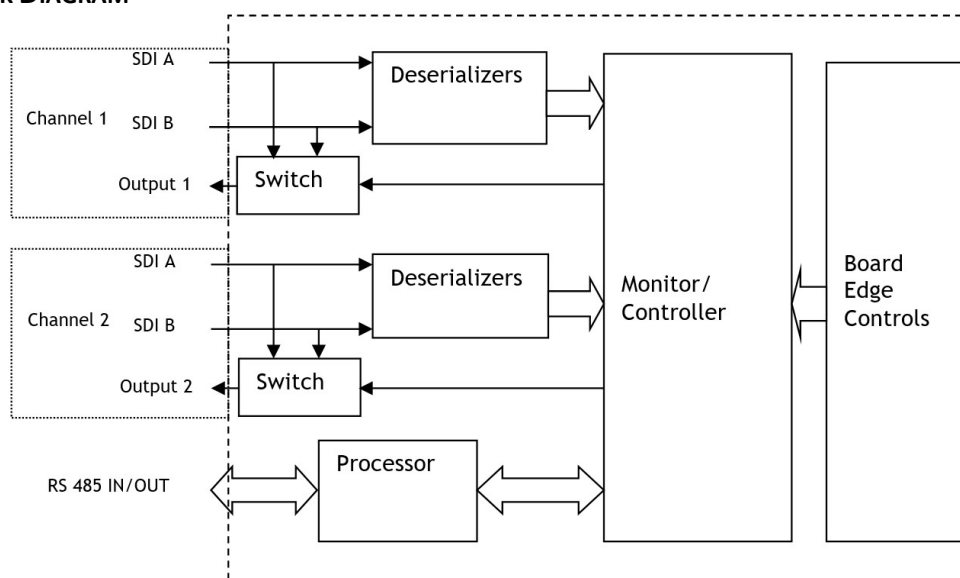 DIAGRAM
SDI A
Channel 1
SDI B
Output 1
Deserializers
Switch
SDI A
Channel 2
SDI B
Output 2
Deserializers
Switch
Monitor/
Controller
Board
Edge
Controls
RS 485 IN/OUT
Processor